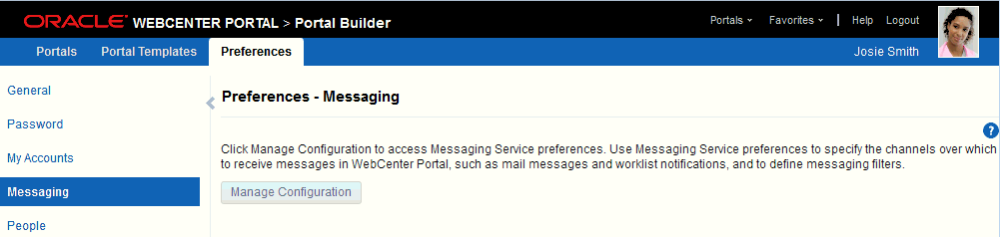 ORACLE WEBCENTER PORTAL > Portal Builder
Portals Favorites Help Logout
Portals Portal Templates Preferences
Josie Smith
General
Password
My Accounts
Messaging
People
Preferences - Messaging
?
Click Manage Configuration to access Messaging Service preferences. Use Messaging Service preferences to specify the channels over which
to receive messages in WebCenter Portal, such as mail messages and worklist notifications, and to define messaging filters.
Manage Configuration